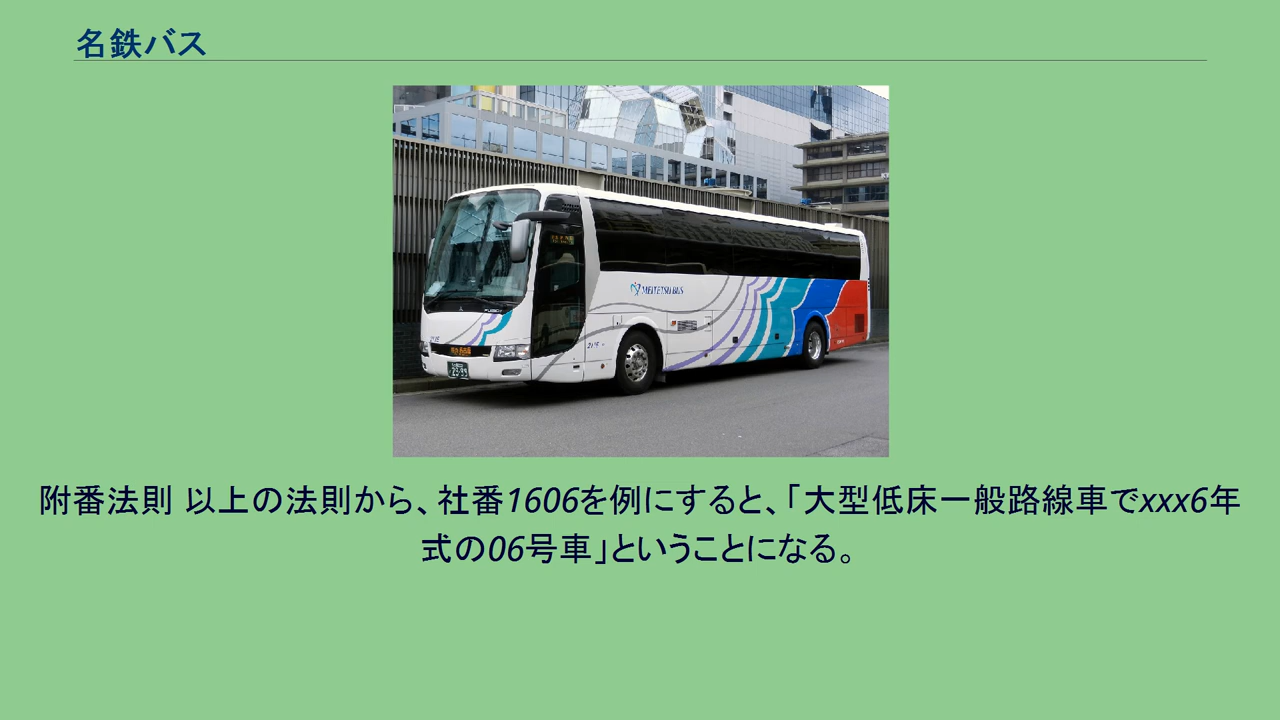 名鉄バス
MEITETSU BUS
附番法則 以上の法則から、社番1606を例にすると、「大型低床一般路線車でxxx6年
式の06号車」ということになる。